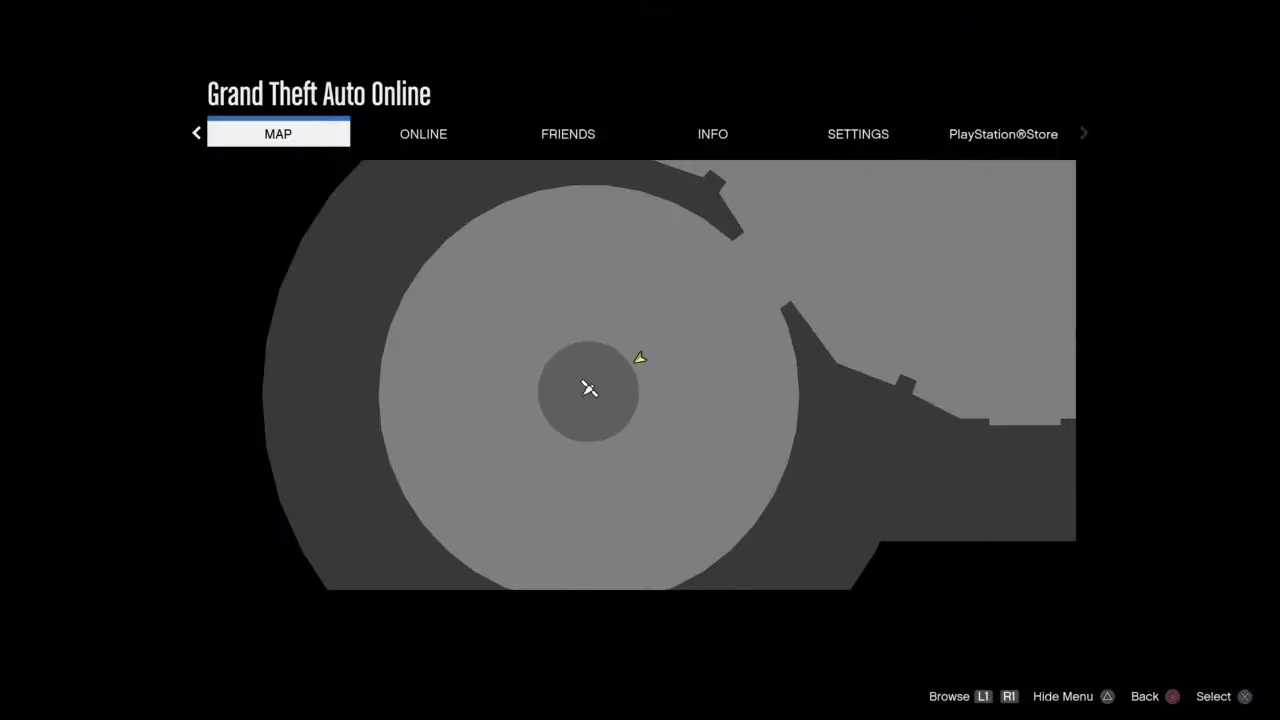 Grand Theft Auto Online
MAP ONLINE FRIENDS INFO SETTINGS PlayStation®Store
Browse L1 R1 Hide Menu Back Select